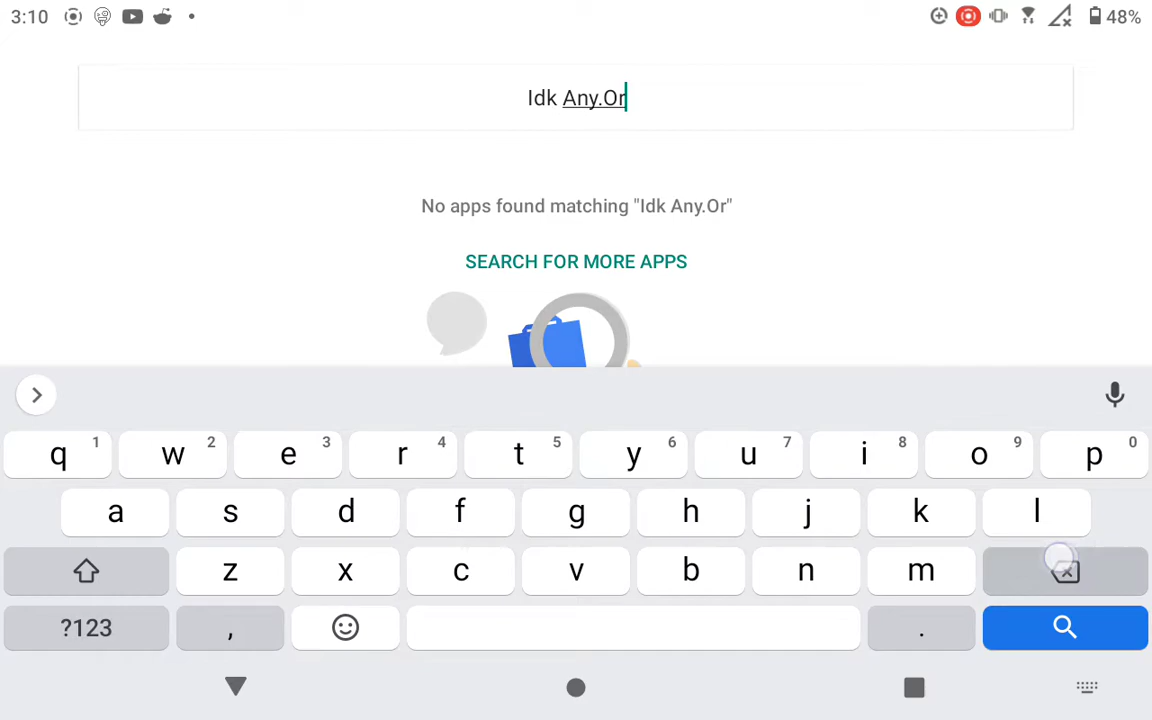 3:10 48%
Idk Any.Or
No apps found matching "Idk Any.Or"
SEARCH FOR MORE APPS
q 1 w 2 e 3 r 4 t 5 y 6 u 7 i 8 o 9 p 0
a s d f g h j k l
z x c v b n m
?123 , .